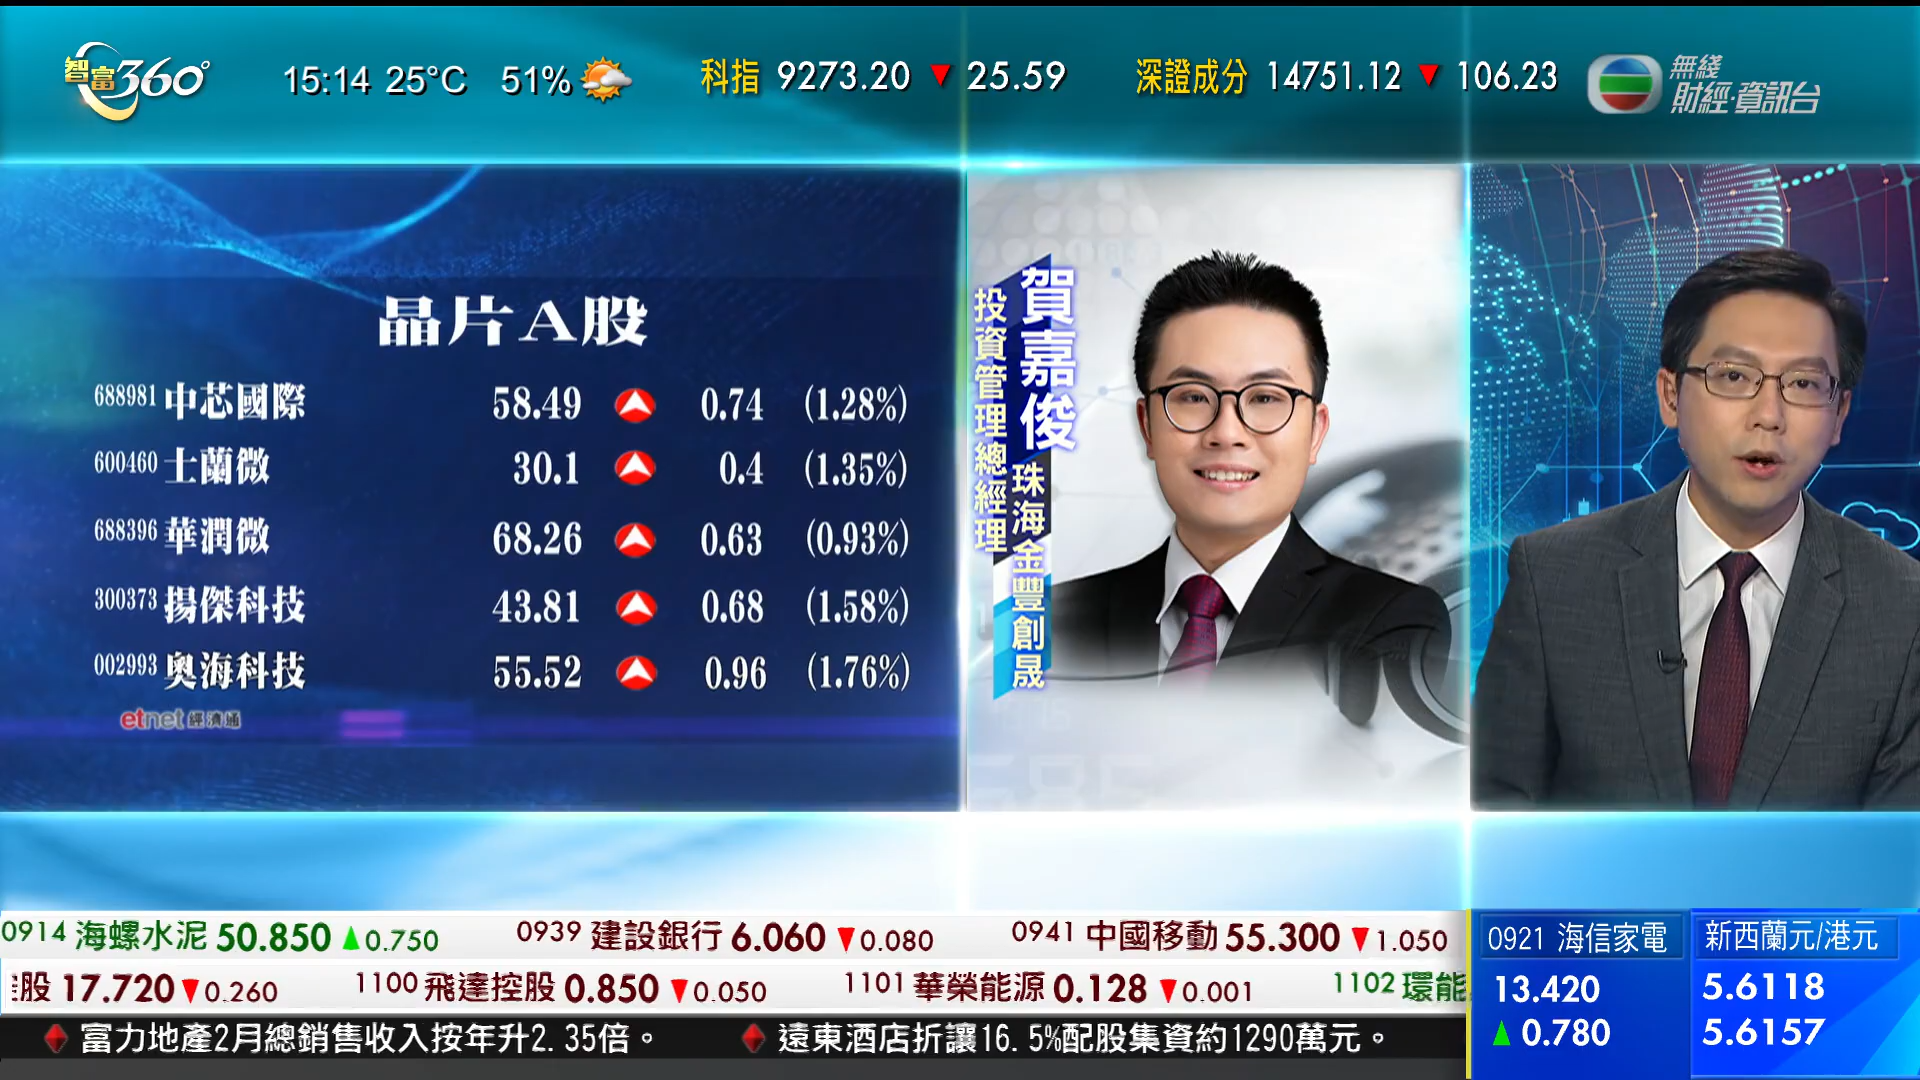 智富360°
15:14 25°C 51%
科指 9273.20 ▼ 25.59
深證成分 14751.12 ▼ 106.23
無綫
財經·資訊台
晶片A股
688981 中芯國際 58.49 0.74 (1.28%)
600460 士蘭微 30.1 0.4 (1.35%)
688396 華潤微 68.26 0.63 (0.93%)
300373 揚傑科技 43.81 0.68 (1.58%)
002993 奧海科技 55.52 0.96 (1.76%)
etnet 經濟通
賀嘉俊 珠海金豐創晟
投資管理總經理
0914 海螺水泥 50.850 ▲0.750 0939 建設銀行 6.060 ▼0.080 0941 中國移動 55.300 ▼1.050
股 17.720 ▼0.260 1100 飛達控股 0.850 ▼0.050 1101 華榮能源 0.128 ▼0.001 1102 環能
富力地產2月總銷售收入按年升2.35倍。 遠東酒店折讓16.5%配股集資約1290萬元。
0921 海信家電
13.420
▲ 0.780
新西蘭元/港元
5.6118
5.6157